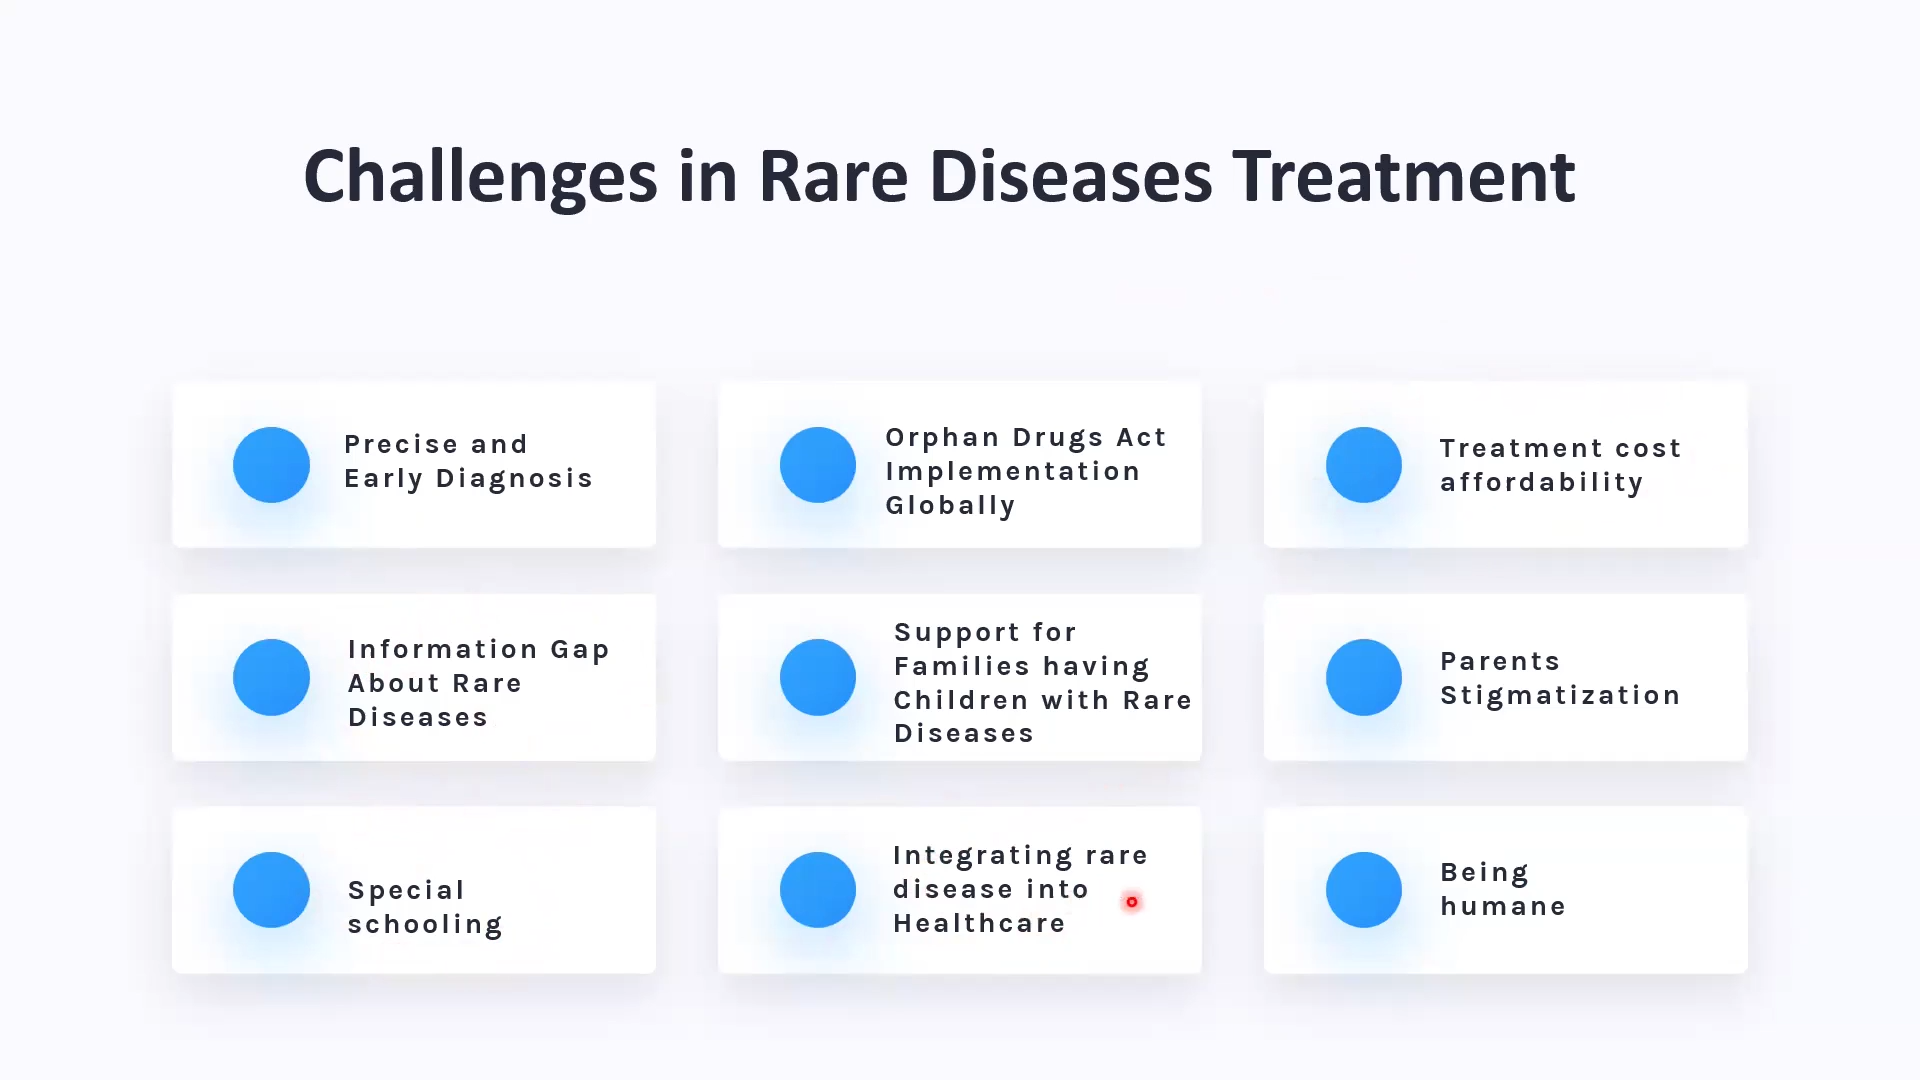 Challenges in Rare Diseases Treatment
Precise and
Early Diagnosis
Orphan Drugs Act
Implementation
Globally
Treatment cost
affordability
Information Gap
About Rare
Diseases
Support for
Families having
Children with Rare
Diseases
Parents
Stigmatization
Special
schooling
Integrating rare
disease into
Healthcare
Being
humane